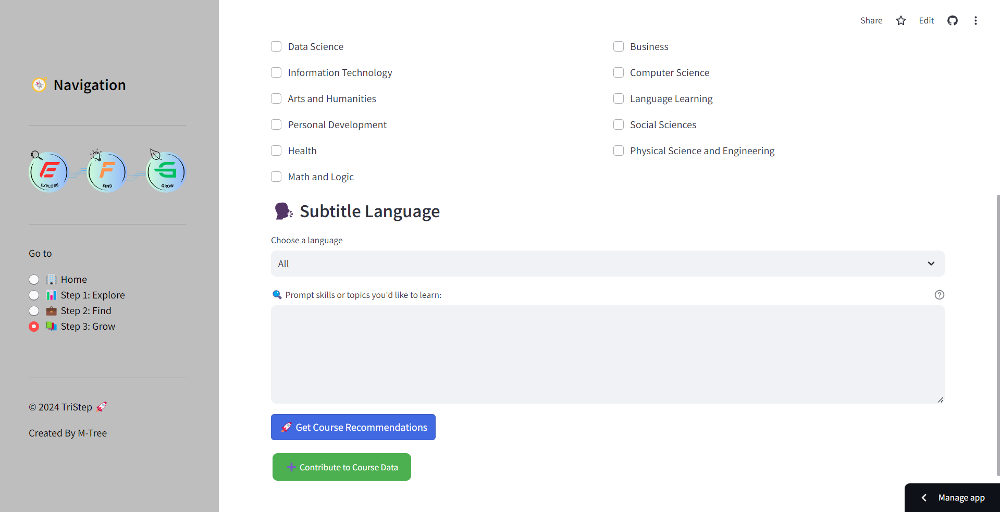 Navigation
EXPLORE
FIND
GROW
Go to
Home
Step 1: Explore
Step 2: Find
Step 3: Grow
© 2024 TriStep
Created By M-Tree
Share
Edit
Data Science
Business
Information Technology
Computer Science
Arts and Humanities
Language Learning
Personal Development
Social Sciences
Health
Physical Science and Engineering
Math and Logic
Subtitle Language
Choose a language
All
Prompt skills or topics you'd like to learn:
Get Course Recommendations
Contribute to Course Data
Manage app